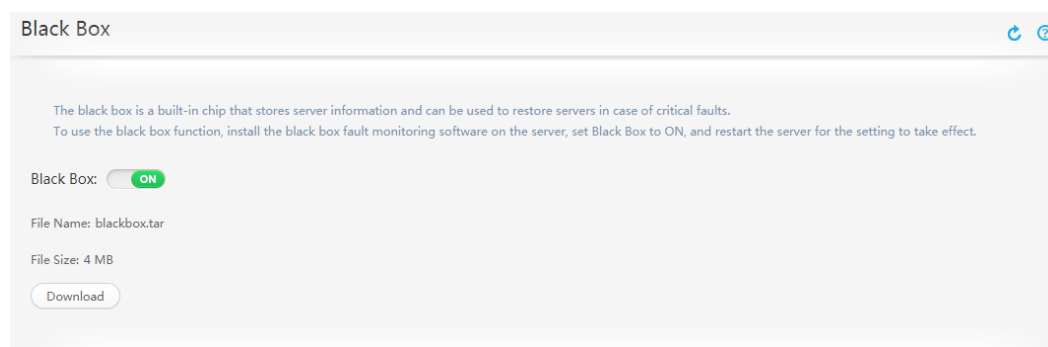 Black Box
The black box is a built-in chip that stores server information and can be used to restore servers in case of critical faults.
To use the black box function, install the black box fault monitoring software on the server, set Black Box to ON, and restart the server for the setting to take effect.
Black Box: ON
File Name: blackbox.tar
File Size: 4 MB
Download